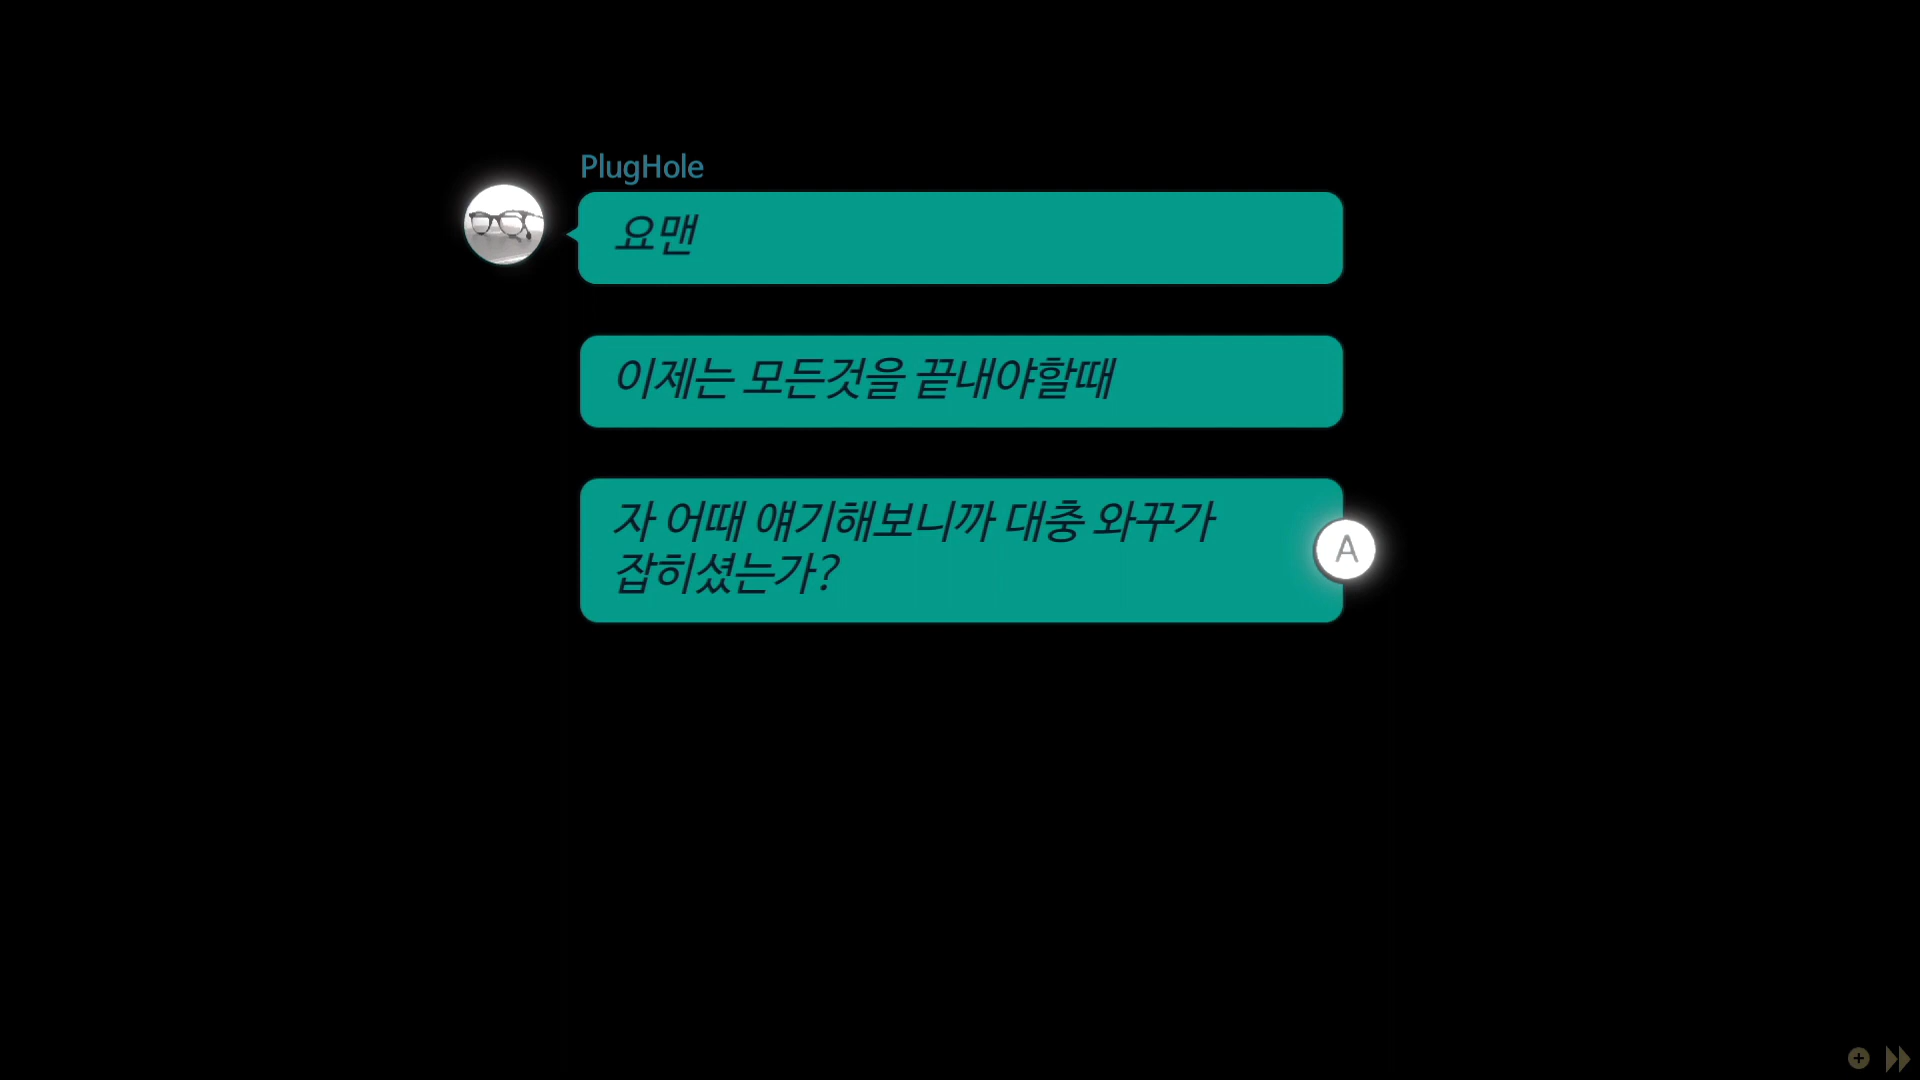 PlugHole
요맨
이제는 모든것을 끝내야할때
자 어때 얘기해보니까 대충 와꾸가
잡히셨는가?
A